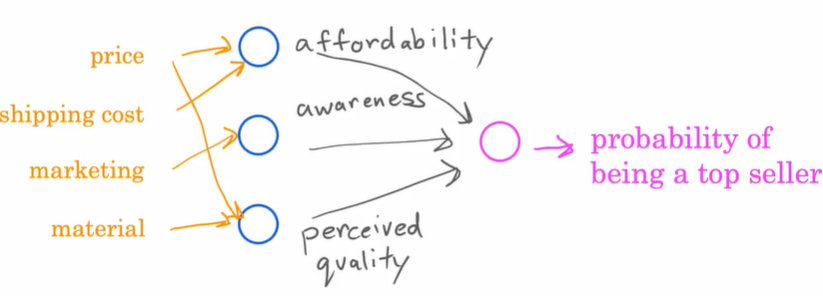 price
shipping cost
marketing
material
affordability
awareness
perceived
quality
probability of
being a top seller